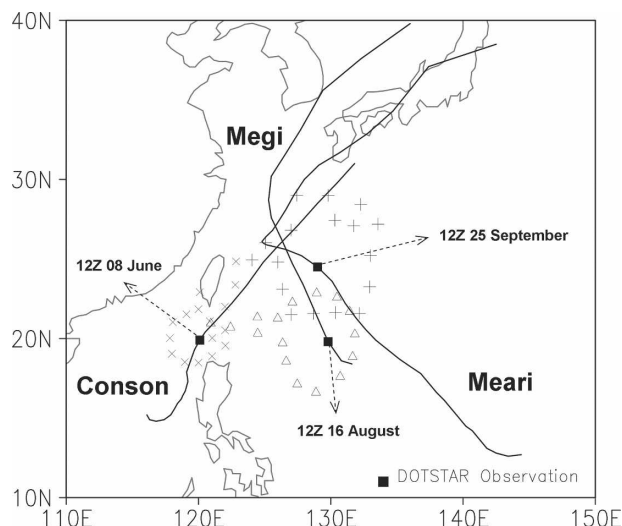 40N
Megi
30N
12Z 25 September
12Z 08 June
20N
Conson
Meari
12Z 16 August
DOTSTAR Observation
10N
110E 120E 130E 140E 150E